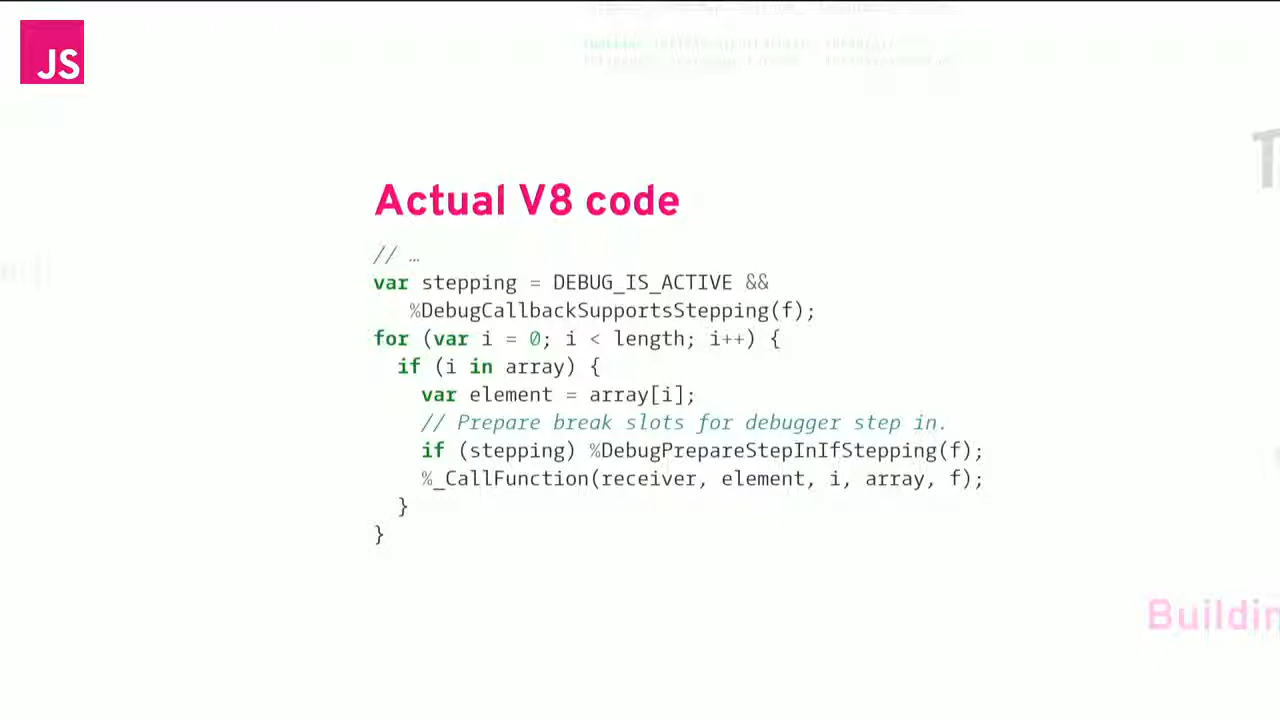 JS
Actual V8 code
// …
var stepping = DEBUG_IS_ACTIVE &&
   %DebugCallbackSupportsStepping(f);
for (var i = 0; i < length; i++) {
  if (i in array) {
    var element = array[i];
    // Prepare break slots for debugger step in.
    if (stepping) %DebugPrepareStepInIfStepping(f);
    %_CallFunction(receiver, element, i, array, f);
  }
}
Buildin